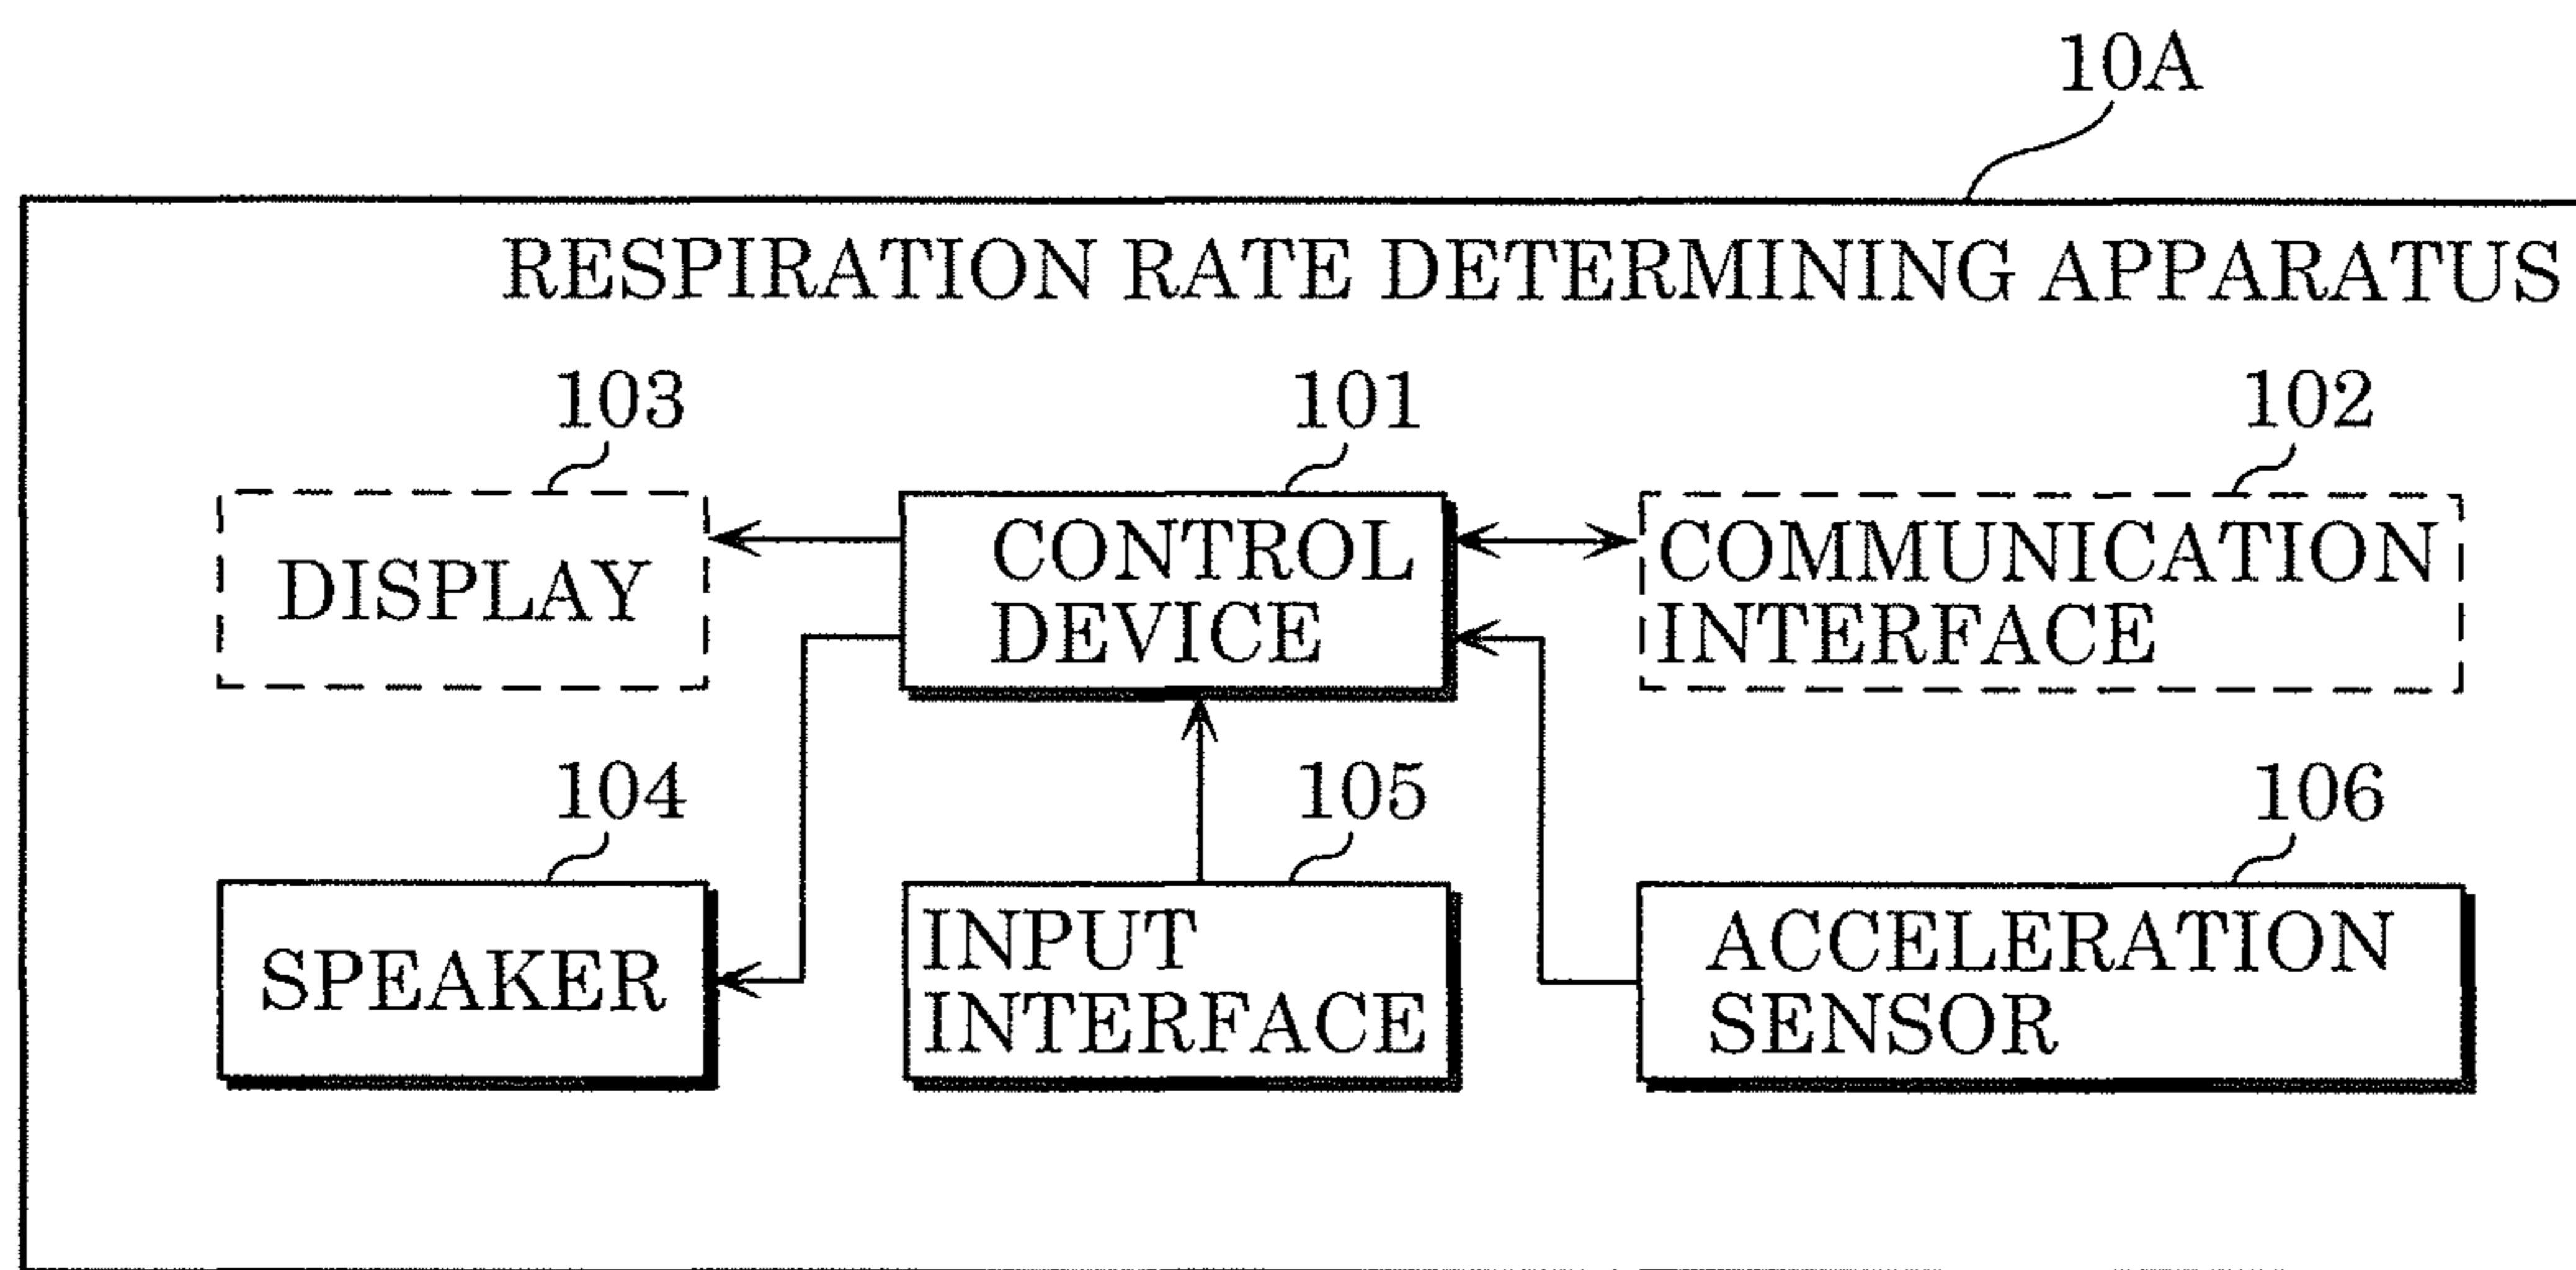 10A
RESPIRATION RATE DETERMINING APPARATUS
103
101
102
DISPLAY
CONTROL
DEVICE
COMMUNICATION
INTERFACE
104
105
106
SPEAKER
INPUT
INTERFACE
ACCELERATION
SENSOR